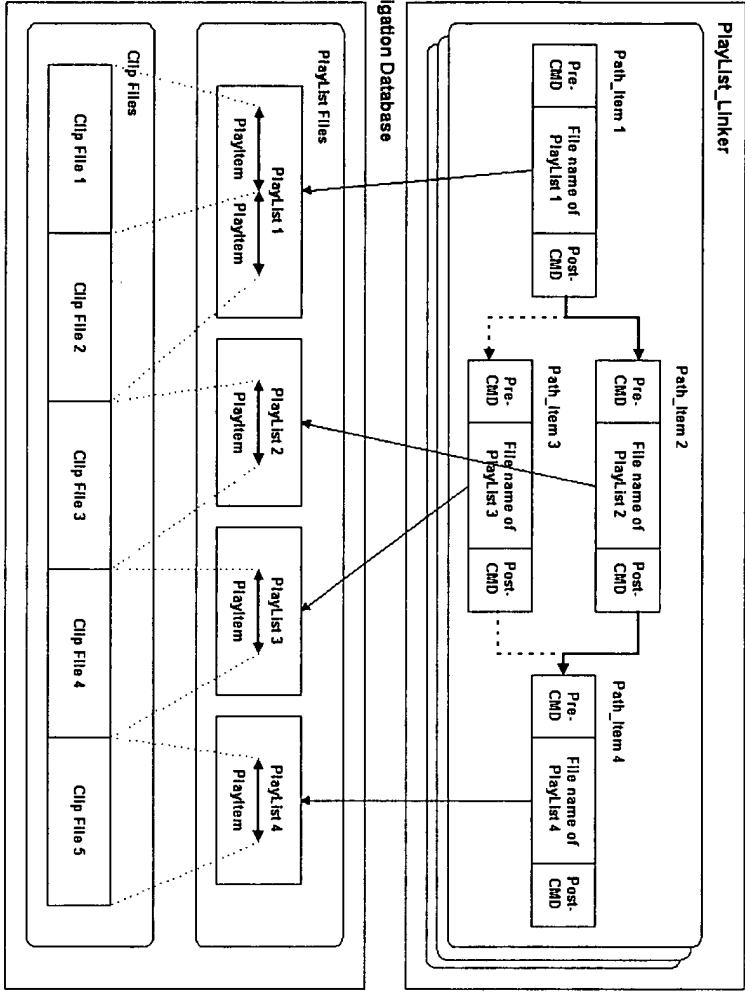 PlayList_Linker
Path_Item 1
Pre-
CMD
File name of
PlayList 1
Post-
CMD
Path_Item 2
Pre-
CMD
File name of
PlayList 2
Post-
CMD
Path_Item 3
Pre-
CMD
File name of
PlayList 3
Post-
CMD
Path_Item 4
Pre-
CMD
File name of
PlayList 4
Post-
CMD
igation Database
PlayList Files
PlayList 1
PlayItem
PlayItem
PlayList 2
PlayItem
PlayList 3
PlayItem
PlayList 4
PlayItem
Clip Files
Clip File 1
Clip File 2
Clip File 3
Clip File 4
Clip File 5